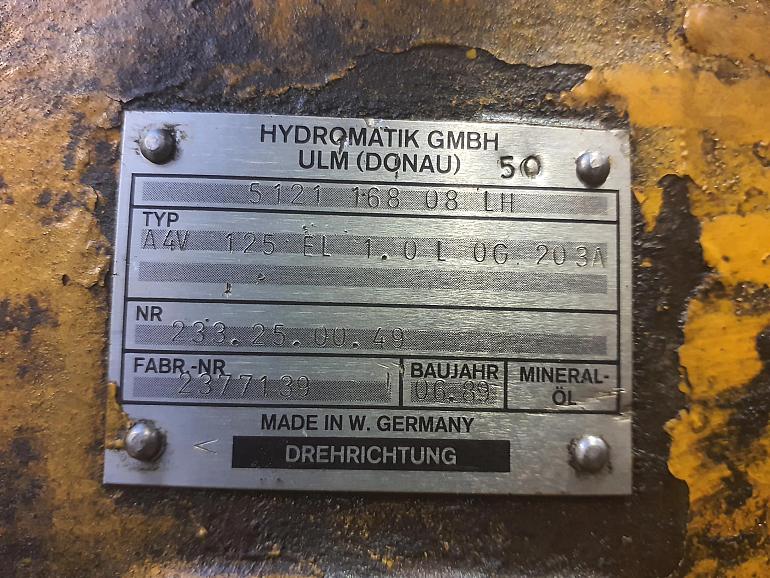 HYDROMATIK GMBH
ULM (DONAU) 50
5121 168 08 LH
TYP
A4V 125 EL 1.0 L 0G. 203A
NR
233.25.00.49
FABR.-NR
2377139
BAUJAHR
06.89
MINERAL-
ÖL
MADE IN W. GERMANY
< DREHRICHTUNG